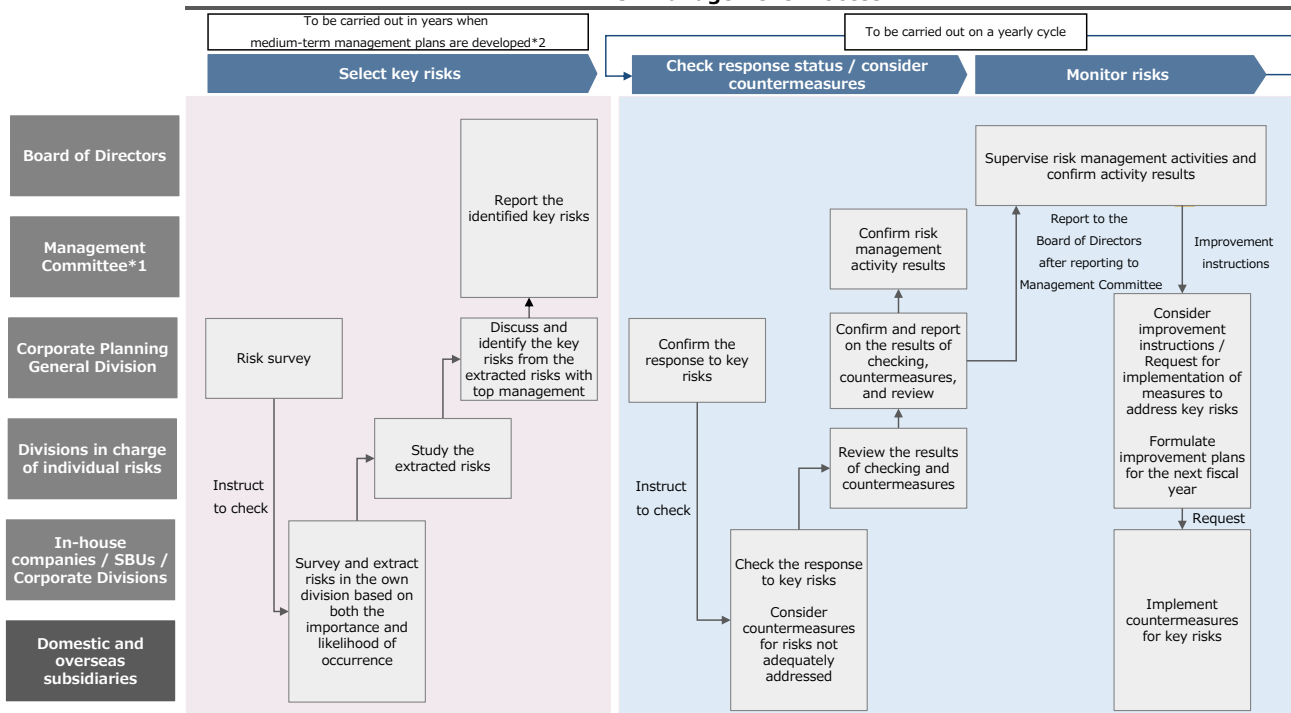 To be carried out in years when
medium-term management plans are developed*2
To be carried out on a yearly cycle
Select key risks
Check response status / consider
countermeasures
Monitor risks
Board of Directors
Management
Committee*1
Corporate Planning
General Division
Divisions in charge
of individual risks
In-house
companies / SBUs /
Corporate Divisions
Domestic and
overseas
subsidiaries
Risk survey
Instruct
to check
Survey and extract
risks in the own
division based on
both the
importance and
likelihood of
occurrence
Study the
extracted risks
Discuss and
identify the key
risks from the
extracted risks with
top management
Report the
identified key risks
Confirm the
response to key
risks
Instruct
to check
Check the response
to key risks
Consider
countermeasures
for risks not
adequately
addressed
Review the results
of checking and
countermeasures
Confirm and report
on the results of
checking,
countermeasures,
and review
Confirm risk
management
activity results
Report to the
Board of Directors
after reporting to
Management Committee
Supervise risk management activities and
confirm activity results
Improvement
instructions
Consider
improvement
instructions /
Request for
implementation of
measures to
address key risks
Formulate
improvement plans
for the next fiscal
year
Request
Implement
countermeasures
for key risks